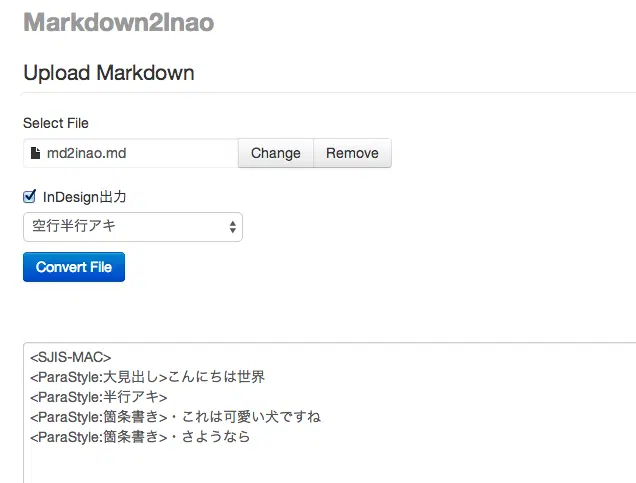 Markdown2Inao
Upload Markdown
Select File
md2inao.md Change Remove
InDesign出力
空行半行アキ
Convert File
<SJIS-MAC>
<ParaStyle:大見出し>こんにちは世界
<ParaStyle:半行アキ>
<ParaStyle:箇条書き>・これは可愛い犬ですね
<ParaStyle:箇条書き>・さようなら